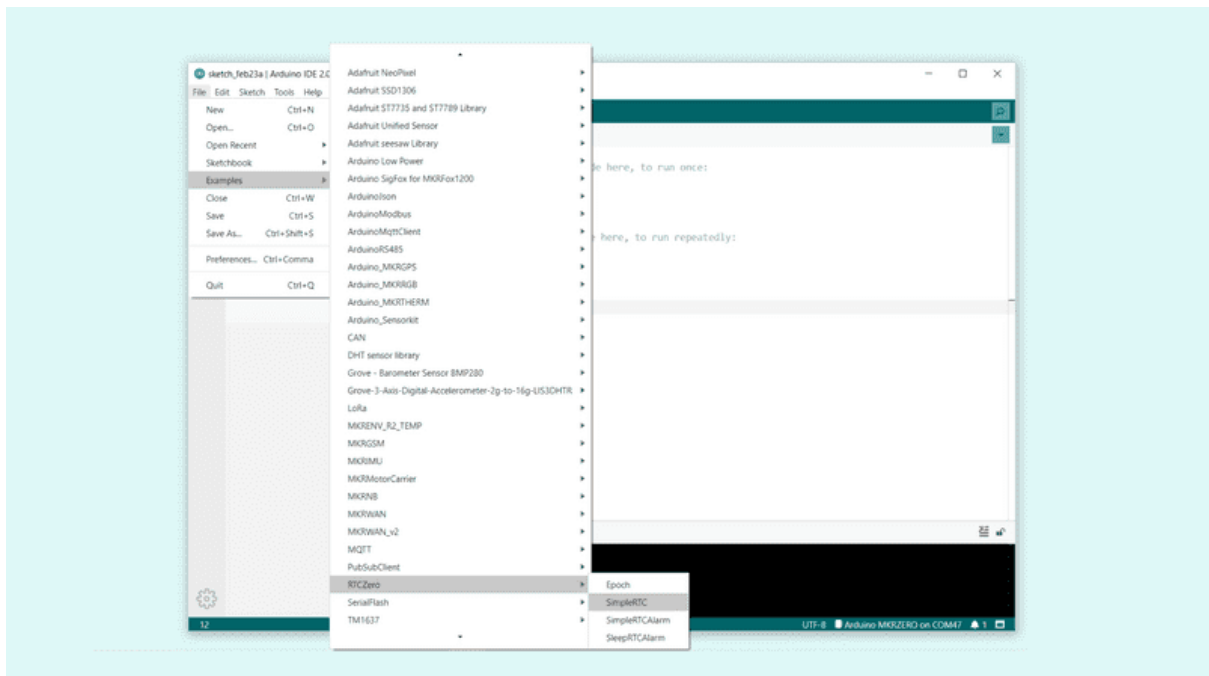 sketch_feb23a | Arduino IDE 2.0
File Edit Sketch Tools Help
New Ctrl+N
Open... Ctrl+O
Open Recent
Sketchbook
Examples
Close Ctrl+W
Save Ctrl+S
Save As... Ctrl+Shift+S
Preferences... Ctrl+Comma
Quit Ctrl+Q
Adafruit NeoPixel
Adafruit SSD1306
Adafruit ST7735 and ST7789 Library
Adafruit Unified Sensor
Adafruit seesaw Library
Arduino Low Power
Arduino SigFox for MKRFox1200
ArduinoJson
ArduinoModbus
ArduinoMqttClient
ArduinoRS485
Arduino_MKRGPS
Arduino_MKRRGB
Arduino_MKRTHERM
Arduino_Sensorkit
CAN
DHT sensor library
Grove - Barometer Sensor BMP280
Grove-3-Axis-Digital-Accelerometer-2g-to-16g-LIS3DHTR
LoRa
MKRENV_R2_TEMP
MKRGSM
MKRIMU
MKRMotorCarrier
MKRNB
MKRWAN
MKRWAN_v2
MQTT
PubSubClient
RTCZero
SerialFlash
TM1637
Epoch
SimpleRTC
SimpleRTCAlarm
SleepRTCAlarm
here, to run once:
here, to run repeatedly:
12
UTF-8 Arduino MKRZERO on COM47 1